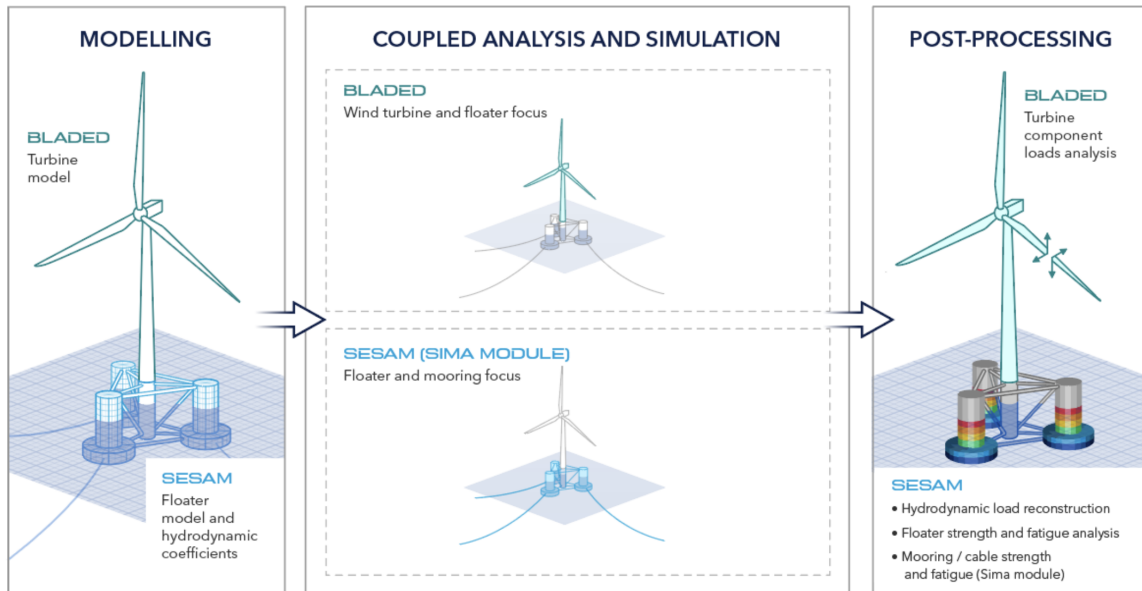 MODELLING
BLADED
Turbine
model
SESAM
Floater
model and
hydrodynamic
coefficients
COUPLED ANALYSIS AND SIMULATION
BLADED
Wind turbine and floater focus
SESAM (SIMA MODULE)
Floater and mooring focus
POST-PROCESSING
BLADED
Turbine
component
loads analysis
SESAM
• Hydrodynamic load reconstruction
• Floater strength and fatigue analysis
• Mooring / cable strength
and fatigue (Sima module)